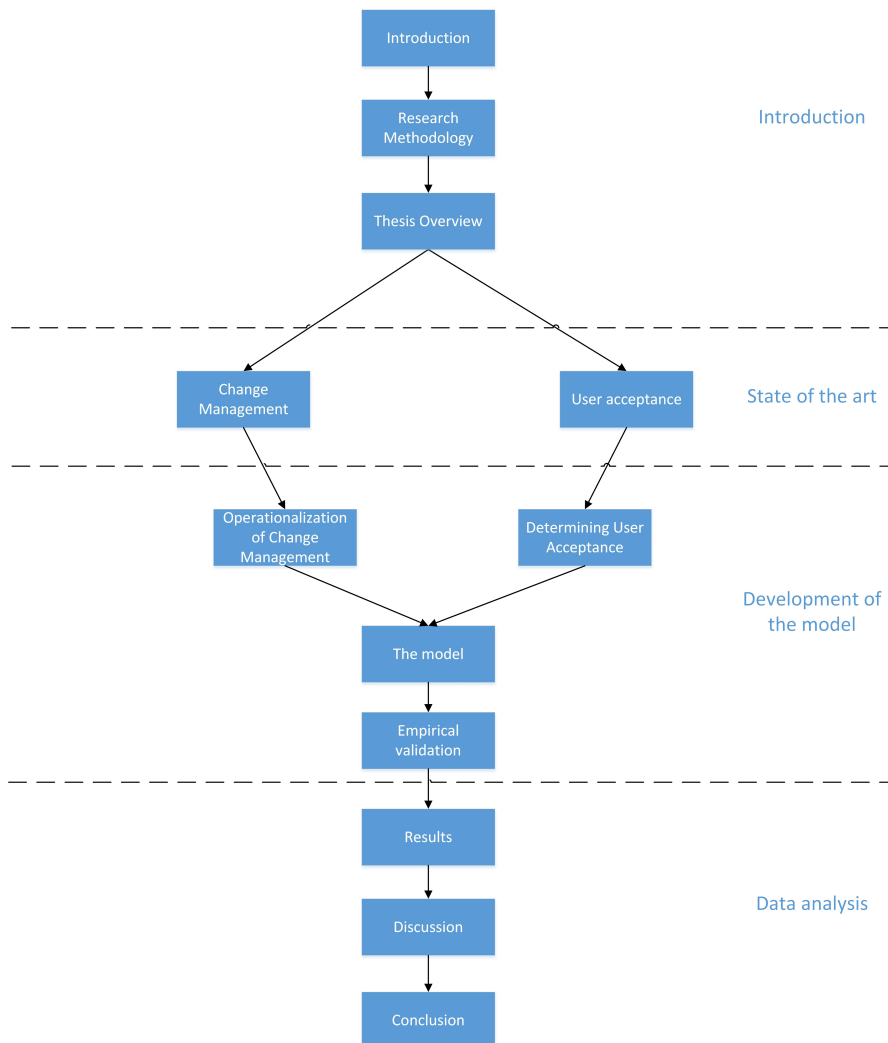 Introduction
Research
Methodology
Introduction
Thesis Overview
Change
Management
User acceptance
State of the art
Operationalization
of Change
Management
Determining User
Acceptance
Development of
the model
The model
Empirical
validation
Results
Data analysis
Discussion
Conclusion